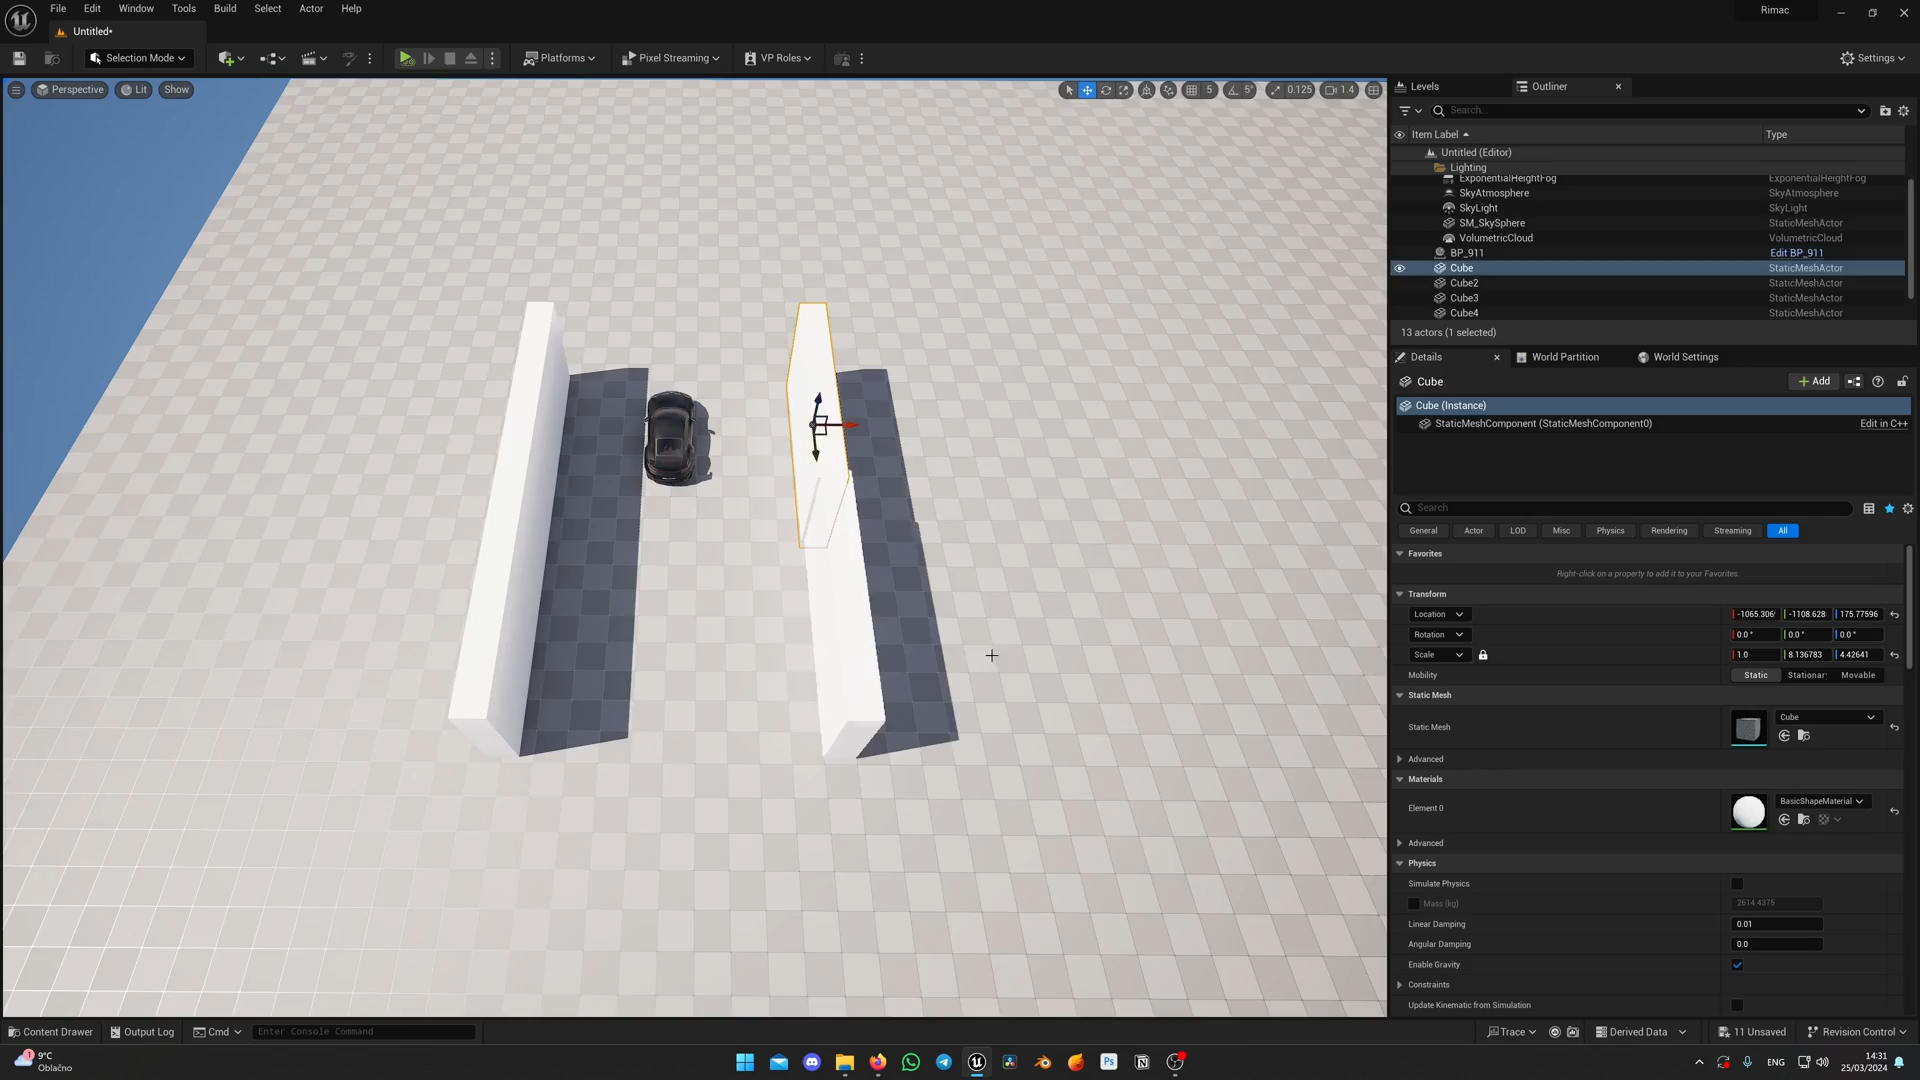 File Edit Window Tools Build Select Actor Help
Rimac
Untitled*
Selection Mode
Platforms
Pixel Streaming
VP Roles
Settings
Perspective Lit Show
5 5° 0.125 1.4
Levels Outliner
Search...
Item Label Type
Untitled (Editor)
Lighting
ExponentialHeightFog ExponentialHeightFog
SkyAtmosphere SkyAtmosphere
SkyLight SkyLight
SM_SkySphere StaticMeshActor
VolumetricCloud VolumetricCloud
BP_911 Edit BP_911
Cube StaticMeshActor
Cube2 StaticMeshActor
Cube3 StaticMeshActor
Cube4 StaticMeshActor
13 actors (1 selected)
Details World Partition World Settings
Cube Add
Cube (Instance)
StaticMeshComponent (StaticMeshComponent0) Edit in C++
Search
General Actor LOD Misc Physics Rendering Streaming All
Favorites
Right-click on a property to add it to your Favorites.
Transform
Location -1065.306 -1108.628 175.77596
Rotation 0.0 ° 0.0 ° 0.0 °
Scale 1.0 8.136783 4.42641
Mobility Static Stationar Movable
Static Mesh
Static Mesh Cube
Advanced
Materials
Element 0 BasicShapeMaterial
Advanced
Physics
Simulate Physics
Mass (kg) 2614.4375
Linear Damping 0.01
Angular Damping 0.0
Enable Gravity
Constraints
Update Kinematic from Simulation
Content Drawer Output Log Cmd Enter Console Command
Trace Derived Data 11 Unsaved Revision Control
1 9°C
Oblačno
Ps
ENG
14:31
25/03/2024